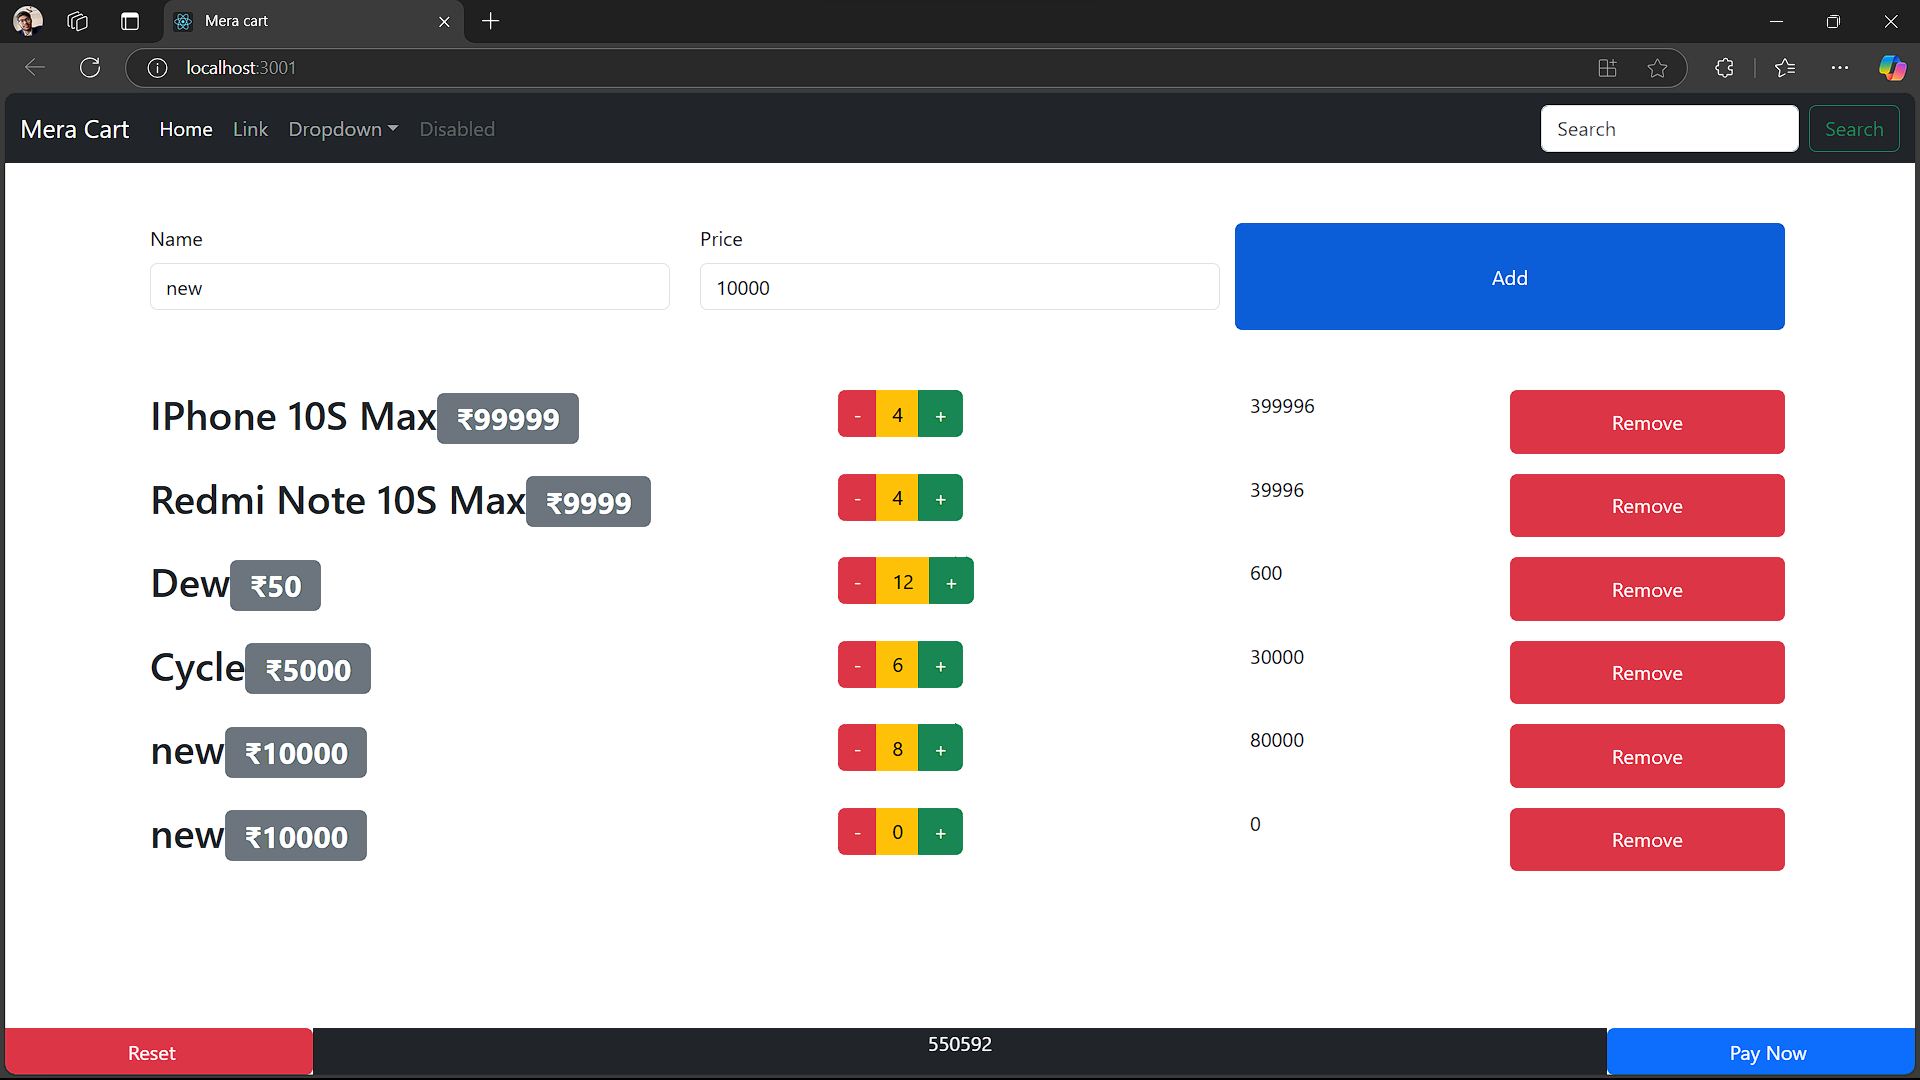 Mera cart
localhost:3001
Mera Cart Home Link Dropdown Disabled Search Search
Name Price
new 10000 Add
IPhone 10S Max ₹99999 - 4 + 399996 Remove
Redmi Note 10S Max ₹9999 - 4 + 39996 Remove
Dew ₹50 - 12 + 600 Remove
Cycle ₹5000 - 6 + 30000 Remove
new ₹10000 - 8 + 80000 Remove
new ₹10000 - 0 + 0 Remove
Reset 550592 Pay Now